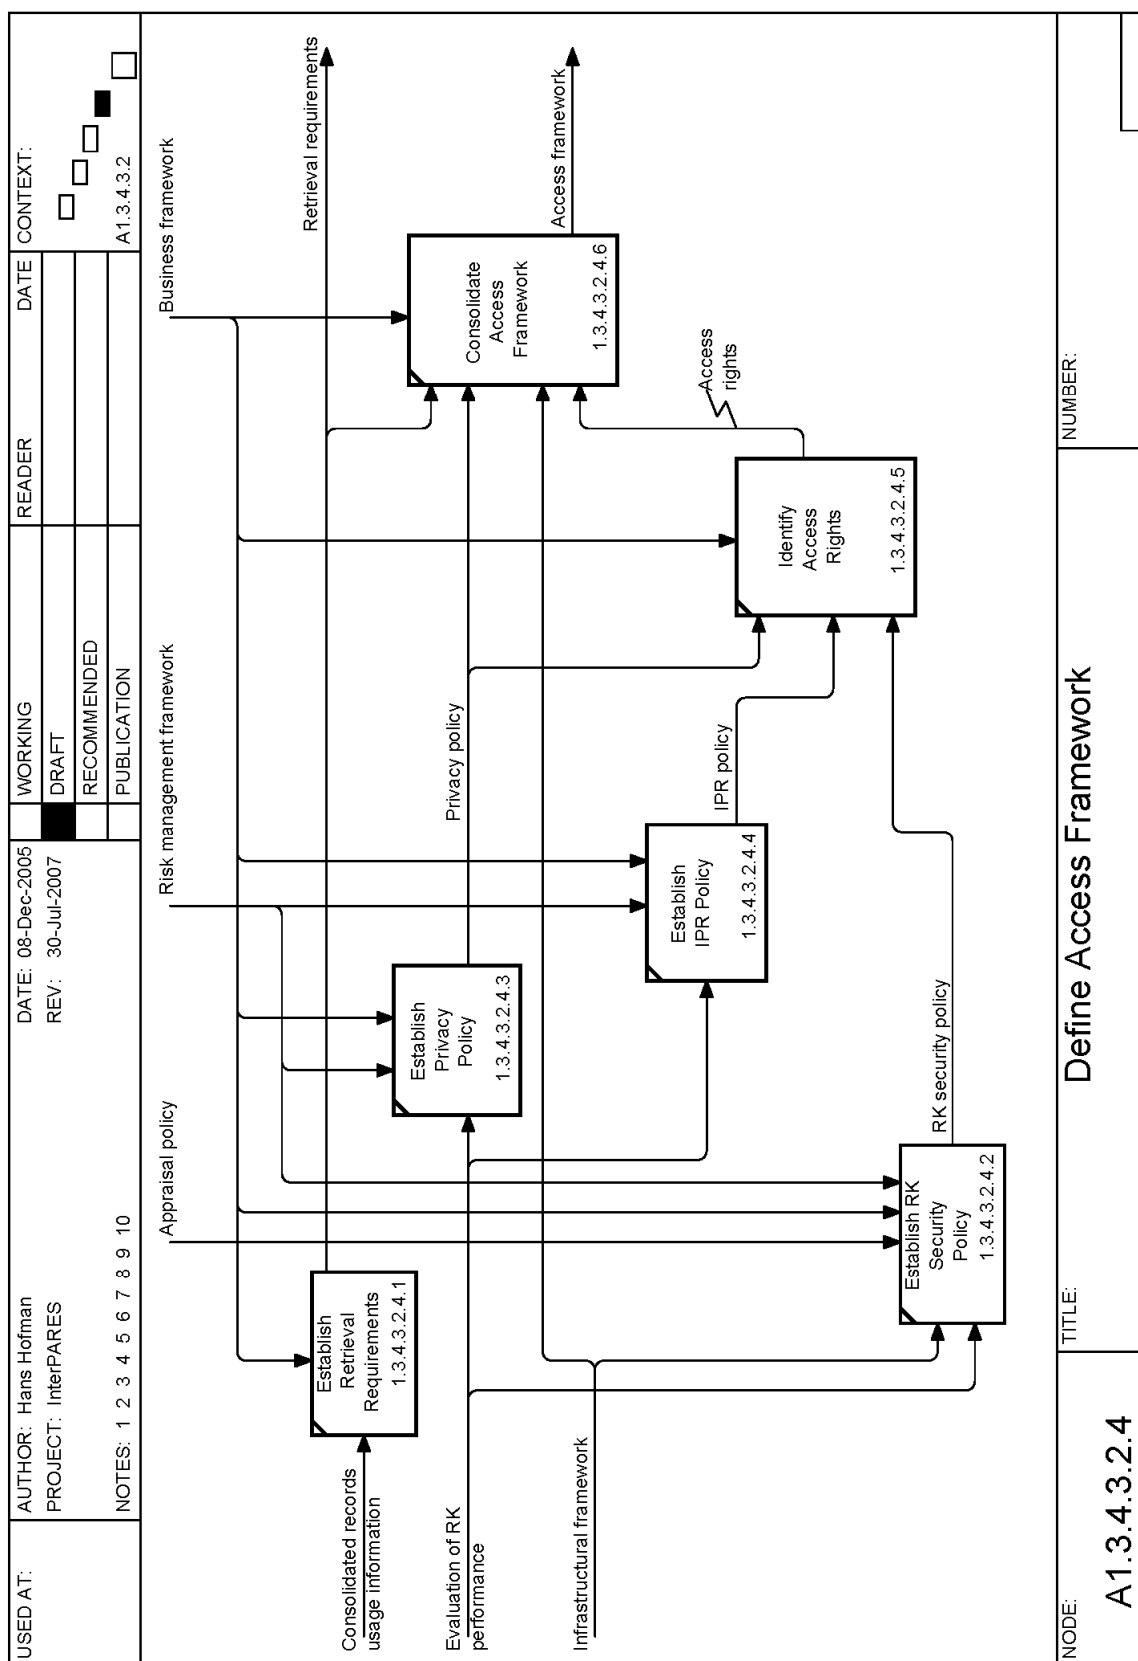 USED AT:
AUTHOR: Hans Hofman
PROJECT: InterPARES
NOTES: 1 2 3 4 5 6 7 8 9 10
DATE: 08-Dec-2005
REV: 30-Jul-2007
WORKING
DRAFT
RECOMMENDED
PUBLICATION
READER
DATE
CONTEXT:
A1.3.4.3.2
Appraisal policy
Risk management framework
Business framework
Retrieval requirements
Access framework
Consolidated records
usage information
Evaluation of RK
performance
Infrastructural framework
Establish
Retrieval
Requirements
1.3.4.3.2.4.1
Establish RK
Security
Policy
1.3.4.3.2.4.2
RK security policy
Establish
Privacy
Policy
1.3.4.3.2.4.3
Privacy policy
Establish
IPR Policy
1.3.4.3.2.4.4
IPR policy
Identify
Access
Rights
1.3.4.3.2.4.5
Access
rights
Consolidate
Access
Framework
1.3.4.3.2.4.6
NODE:
A1.3.4.3.2.4
TITLE:
Define Access Framework
NUMBER: